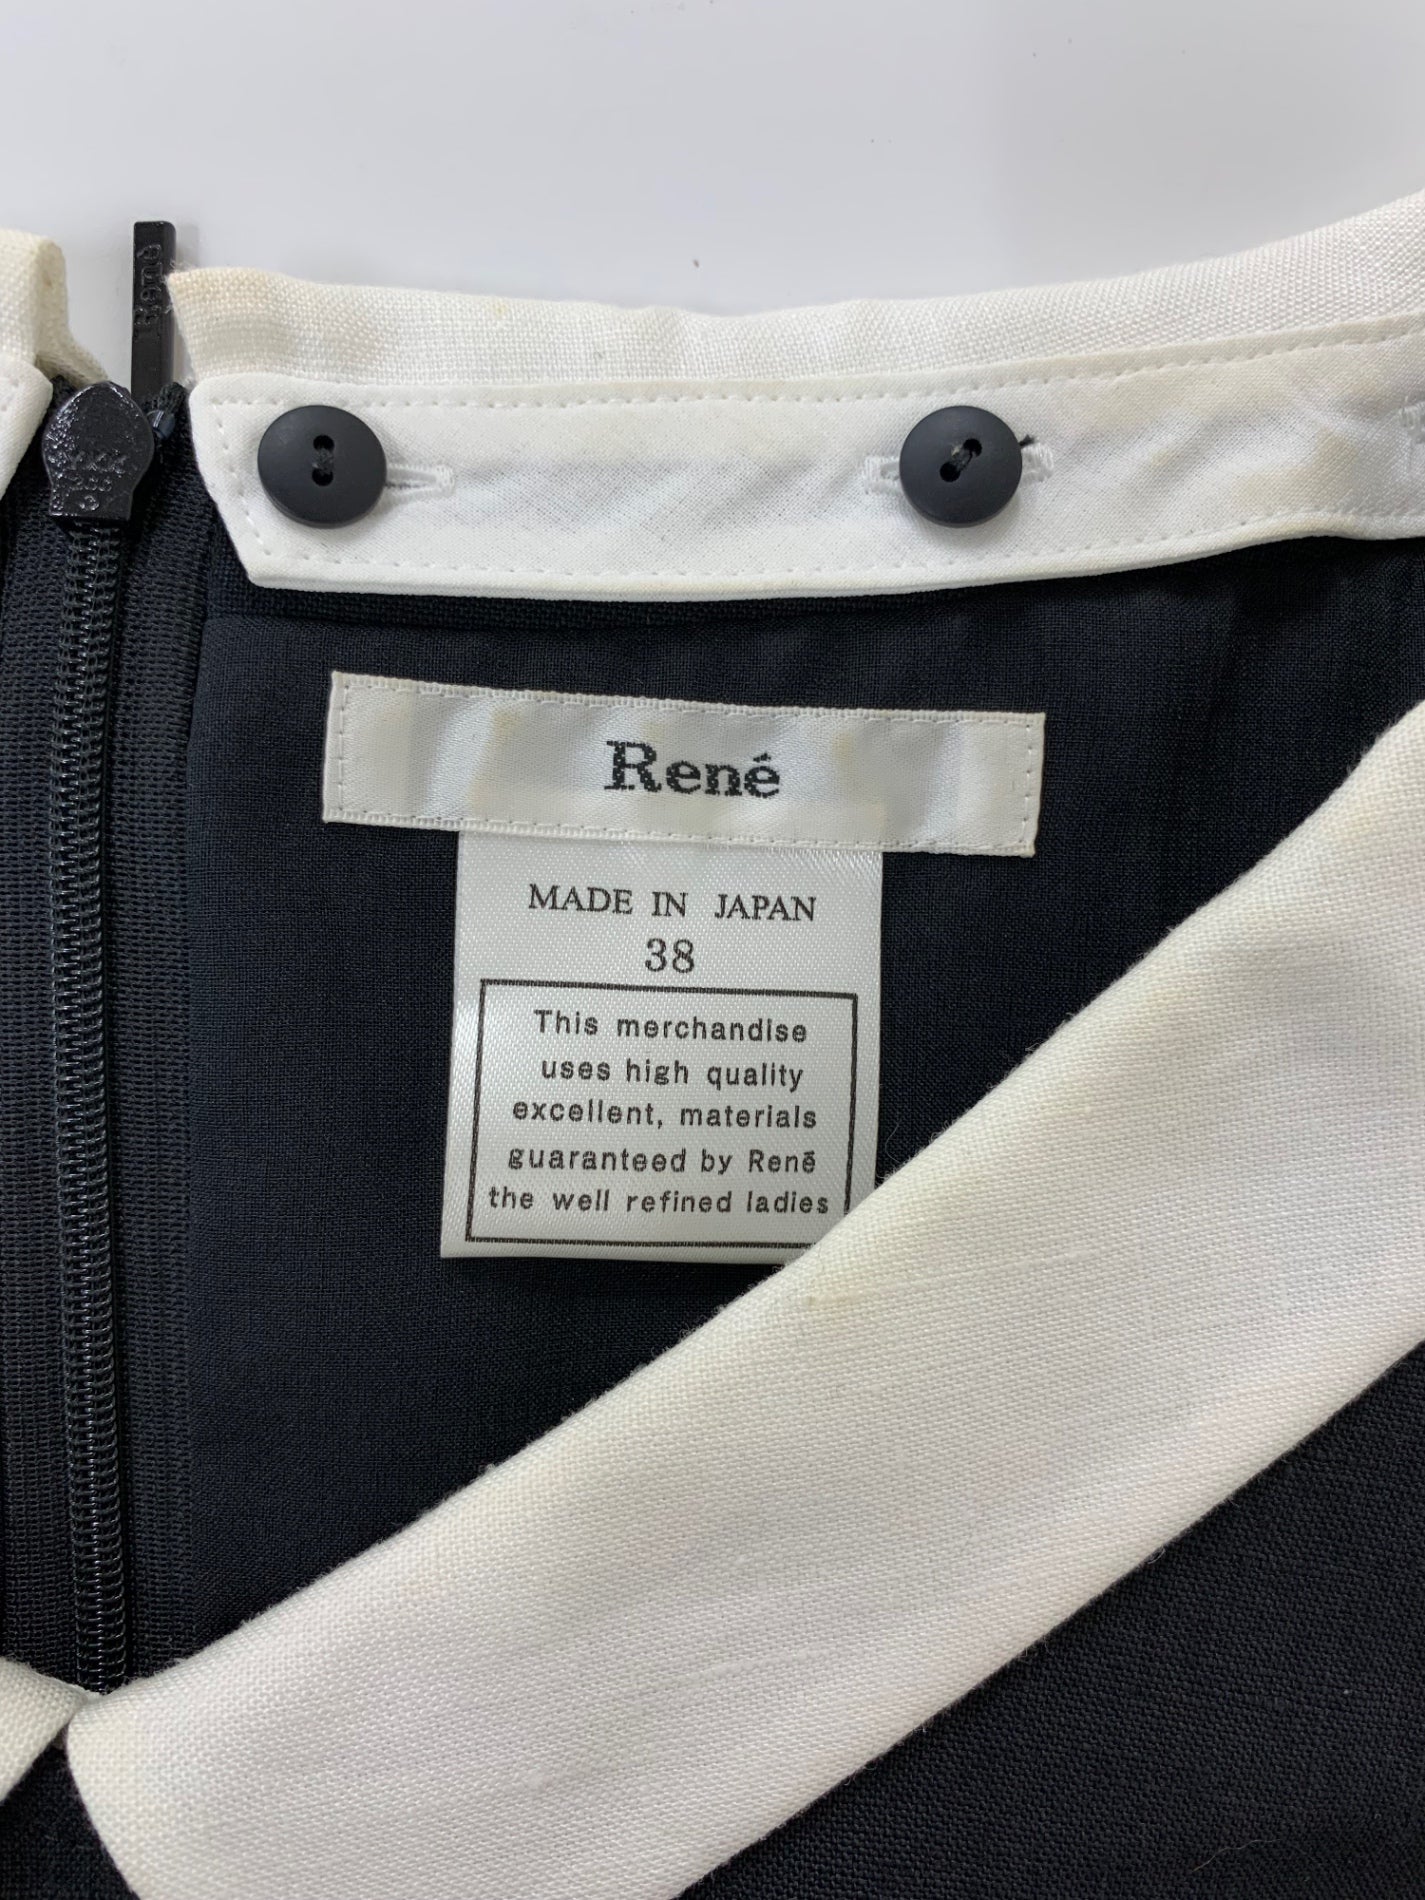 René
René
MADE IN JAPAN
38
This merchandise
uses high quality
excellent, materials
guaranteed by René
the well refined ladies